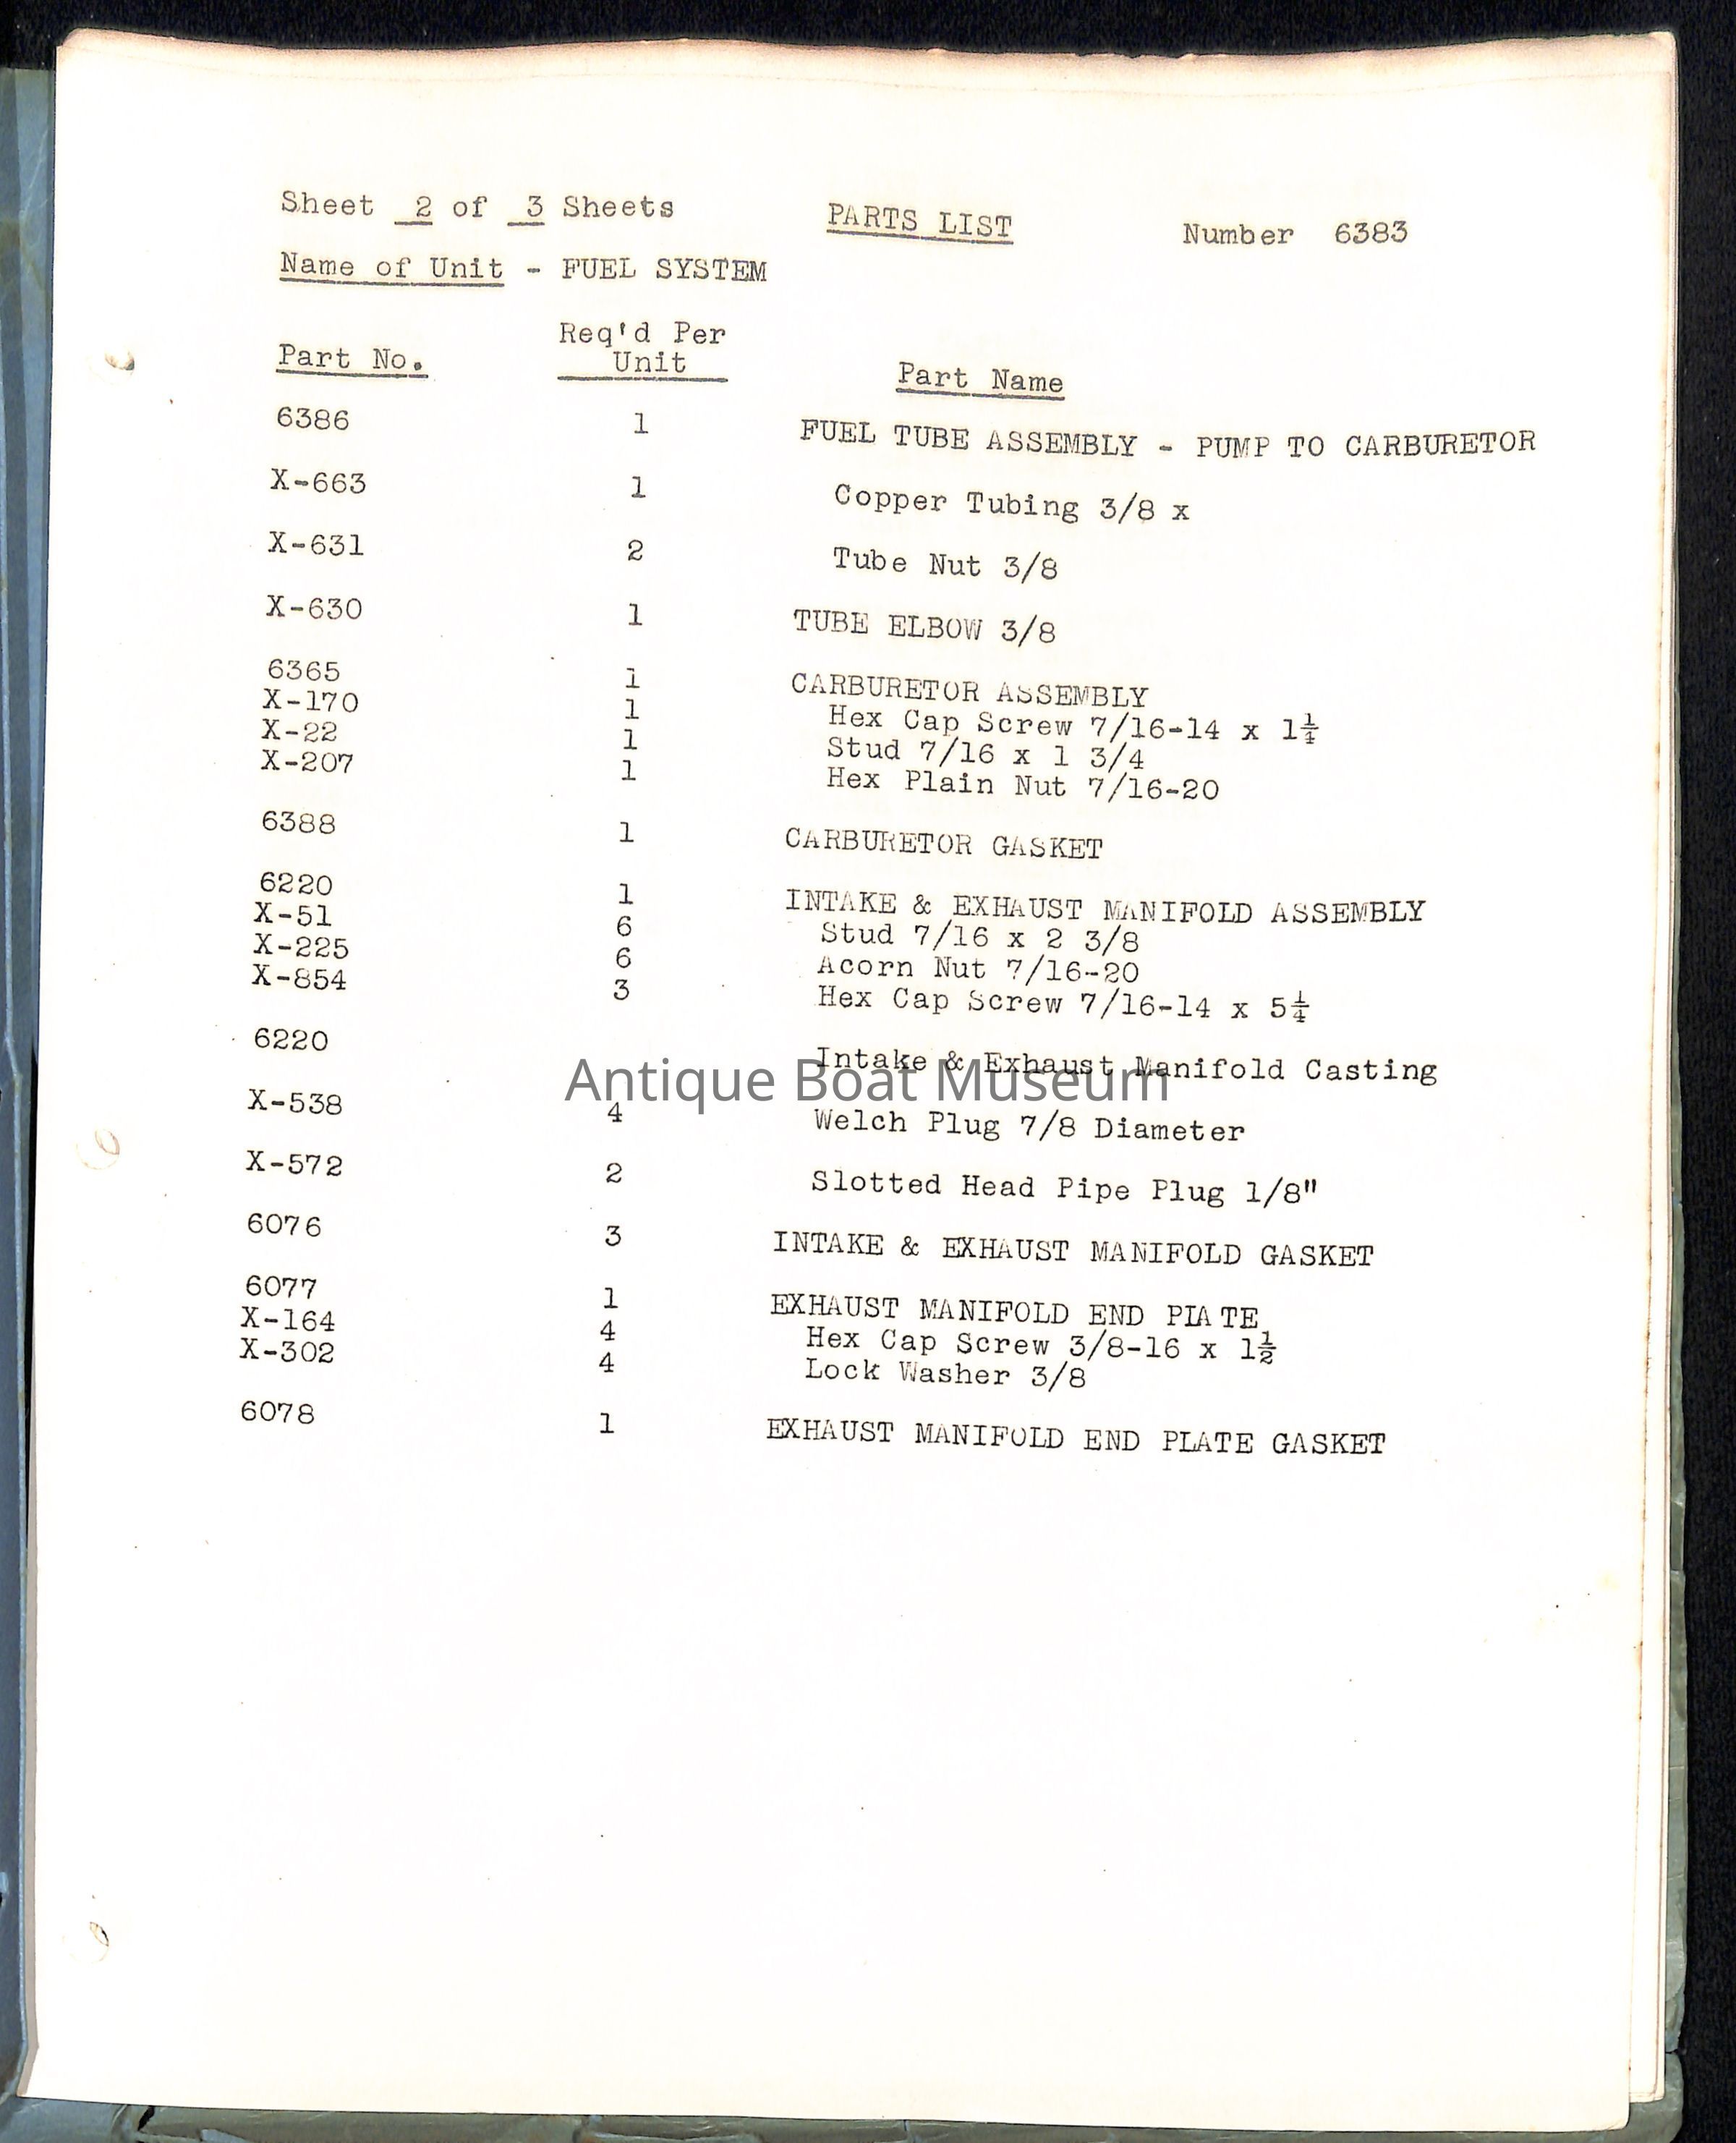 Sheet 2 of 3 Sheets PARTS LIST Number 6383
Name of Unit - FUEL SYSTEM
Part No. Req'd Per Unit Part Name
6386 1 FUEL TUBE ASSEMBLY - PUMP TO CARBURETOR
X-663 1 Copper Tubing 3/8 x
X-631 2 Tube Nut 3/8
X-630 1 TUBE ELBOW 3/8
6365 1 CARBURETOR ASSEMBLY
X-170 1 Hex Cap Screw 7/16-14 x 1¼
X-22 1 Stud 7/16 x 1 3/4
X-207 1 Hex Plain Nut 7/16-20
6388 1 CARBURETOR GASKET
6220 1 INTAKE & EXHAUST MANIFOLD ASSEMBLY
X-51 6 Stud 7/16 x 2 3/8
X-225 6 Acorn Nut 7/16-20
X-854 3 Hex Cap Screw 7/16-14 x 5¼
6220 Intake & Exhaust Manifold Casting
Antique Boat Museum
X-538 4 Welch Plug 7/8 Diameter
X-572 2 Slotted Head Pipe Plug 1/8"
6076 3 INTAKE & EXHAUST MANIFOLD GASKET
6077 1 EXHAUST MANIFOLD END PLATE
X-164 4 Hex Cap Screw 3/8-16 x 1½
X-302 4 Lock Washer 3/8
6078 1 EXHAUST MANIFOLD END PLATE GASKET